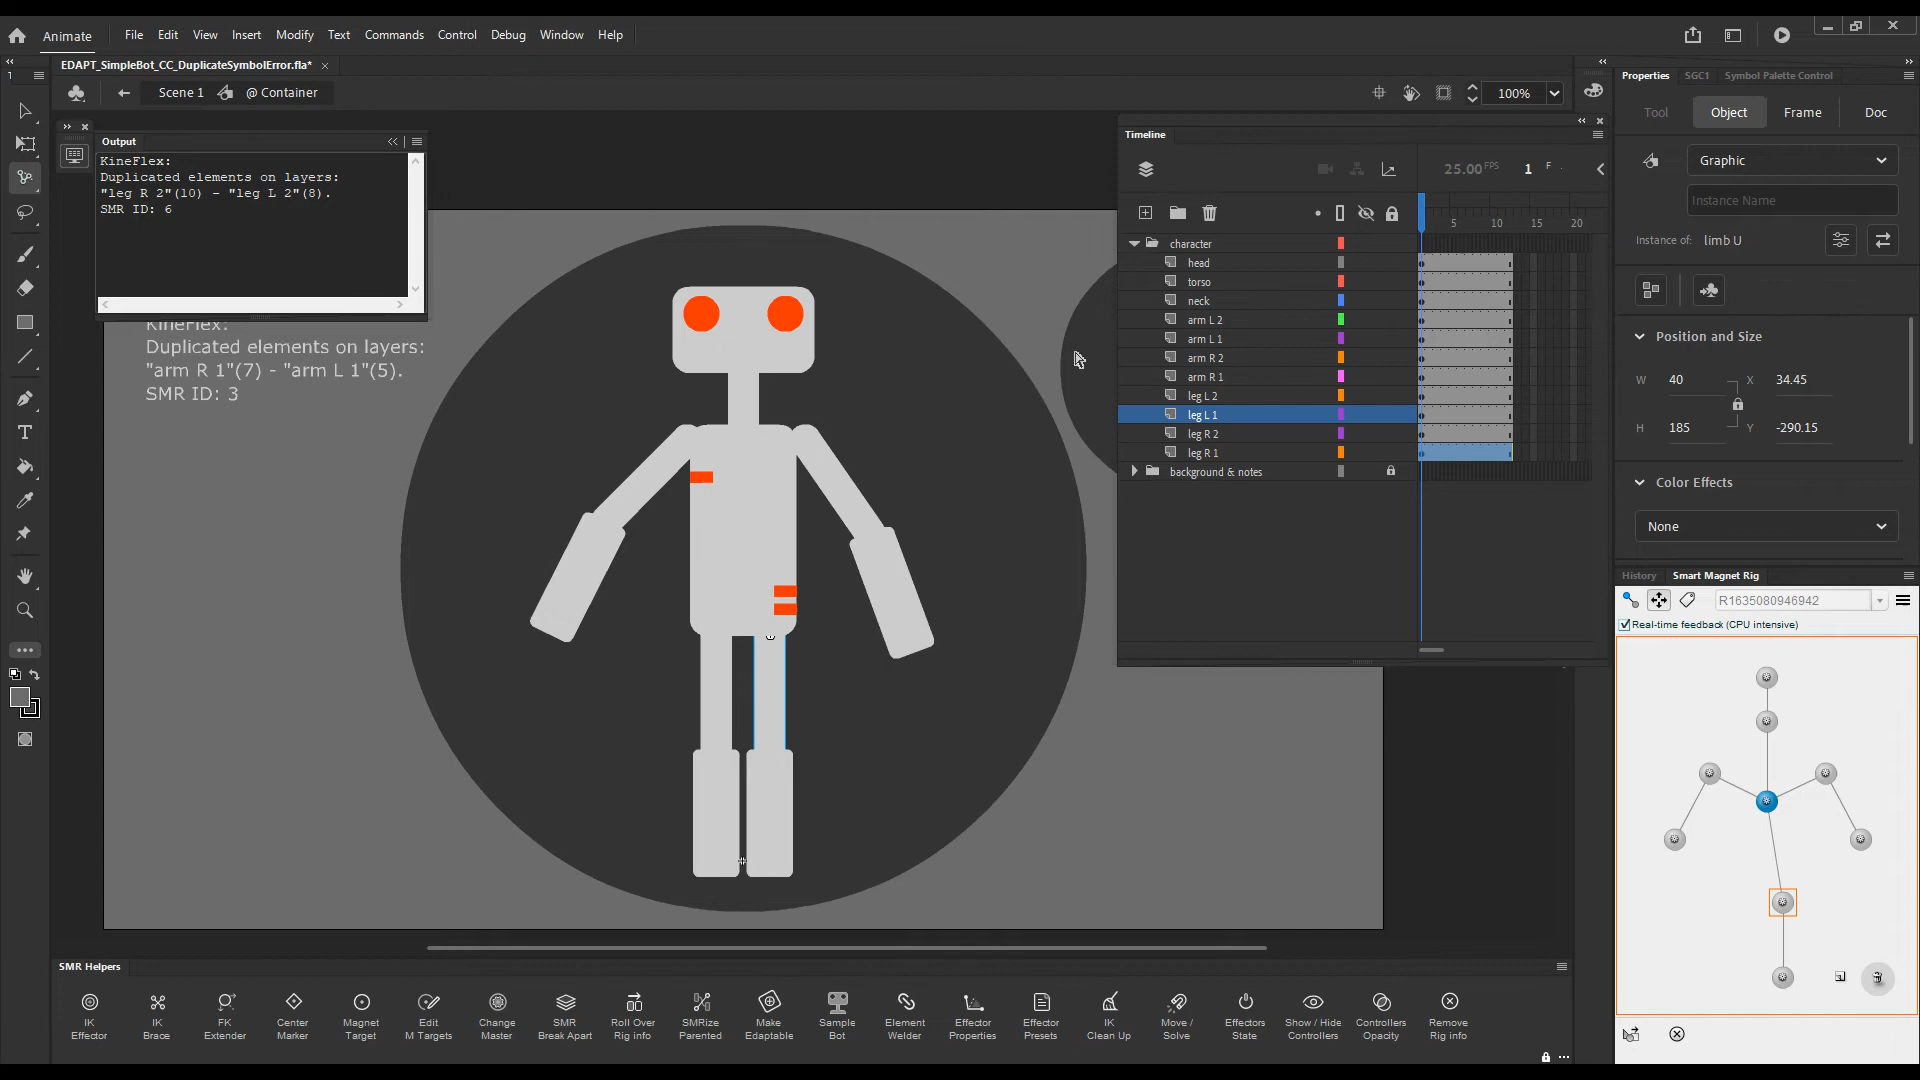 Animate
File Edit View Insert Modify Text Commands Control Debug Window Help
EDAPT_SimpleBot_CC_DuplicateSymbolError.fla*
Scene 1 @ Container
100%
Output
KineFlex:
Duplicated elements on layers:
"leg R 2"(10) - "leg L 2"(8).
SMR ID: 6
KineFlex:
Duplicated elements on layers:
"arm R 1"(7) - "arm L 1"(5).
SMR ID: 3
Timeline
25.00 FPS 1 F
5 10 15 20
character
head
torso
neck
arm L 2
arm L 1
arm R 2
arm R 1
leg L 2
leg L 1
leg R 2
leg R 1
background & notes
Properties SGC1 Symbol Palette Control
Tool Object Frame Doc
Graphic
Instance Name
Instance of: limb U
Position and Size
W 40 X 34.45
H 185 Y -290.15
Color Effects
None
History Smart Magnet Rig
R1635080946942
Real-time feedback (CPU intensive)
SMR Helpers
IK Effector
IK Brace
FK Extender
Center Marker
Magnet Target
Edit M Targets
Change Master
SMR Break Apart
Roll Over Rig info
SMRize Parented
Make Adaptable
Sample Bot
Element Welder
Effector Properties
Effector Presets
IK Clean Up
Move / Solve
Effectors State
Show / Hide Controllers
Controllers Opacity
Remove Rig info